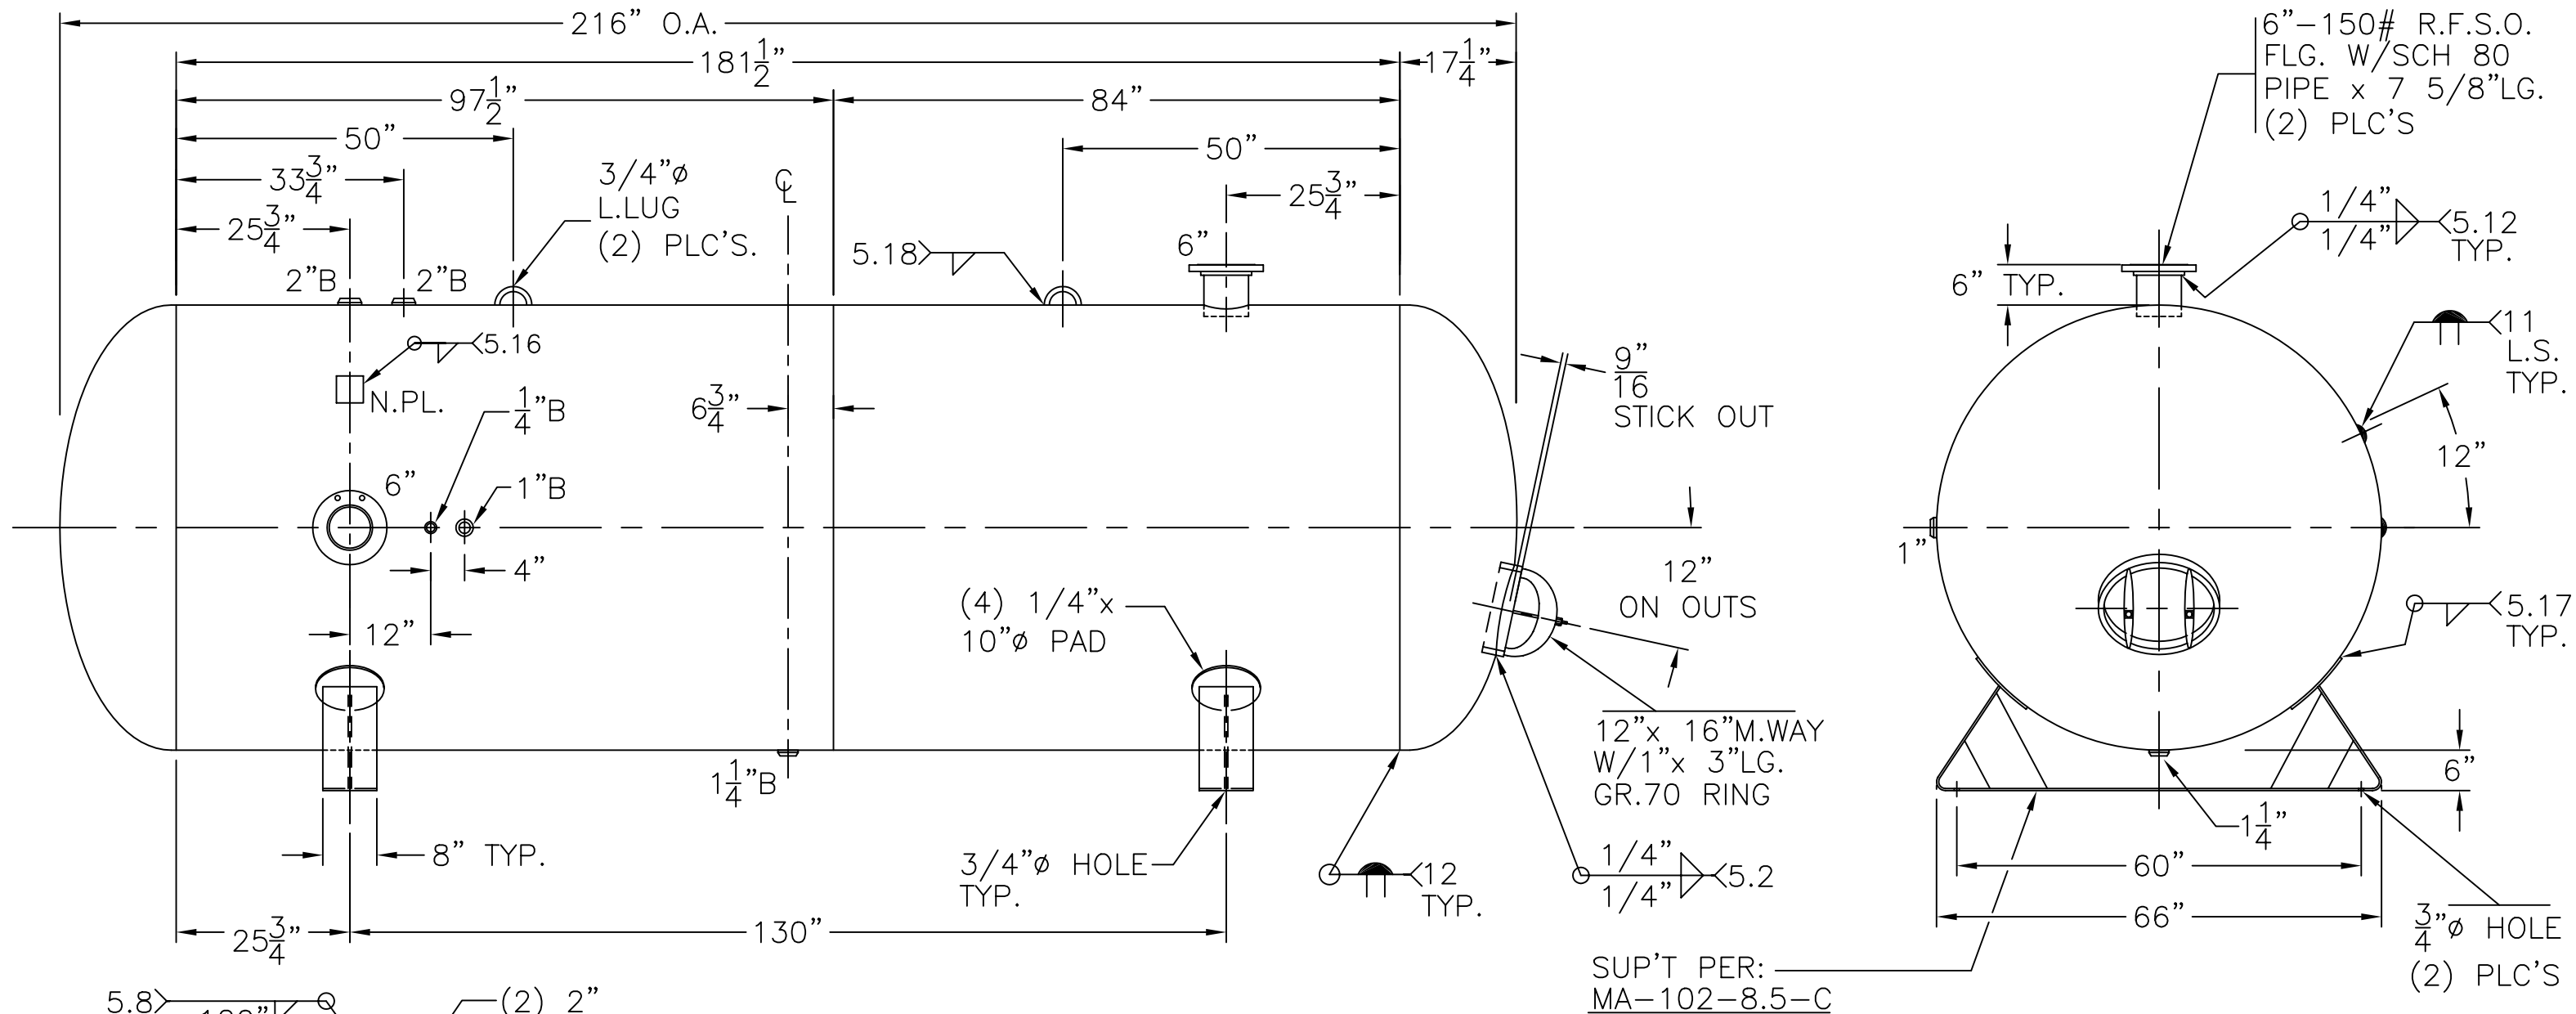 216" O.A.
181 1/2"
17 1/4"
97 1/2"
84"
50"
50"
33 3/4"
25 3/4"
25 3/4"
3/4"ø
L.LUG
(2) PLC'S.
℄
2"B
2"B
5.18
6"
5.16
N.PL.
1/4"B
6"
1"B
4"
12"
6 3/4"
9/16"
STICK OUT
12"
ON OUTS
(4) 1/4"x
10"ø PAD
12"x 16"M.WAY
W/1"x 3"LG.
GR.70 RING
1 1/4"B
8" TYP.
3/4"ø HOLE
TYP.
12
TYP.
1/4"
1/4"
5.2
25 3/4"
130"
5.8
(2) 2"
6"-150# R.F.S.O.
FLG. W/SCH 80
PIPE x 7 5/8"LG.
(2) PLC'S
1/4"
1/4"
5.12
TYP.
6" TYP.
11
L.S.
TYP.
12"
1"
5.17
TYP.
6"
1 1/4"
60"
66"
3/4"ø HOLE
(2) PLC'S
SUP'T PER:
MA-102-8.5-C